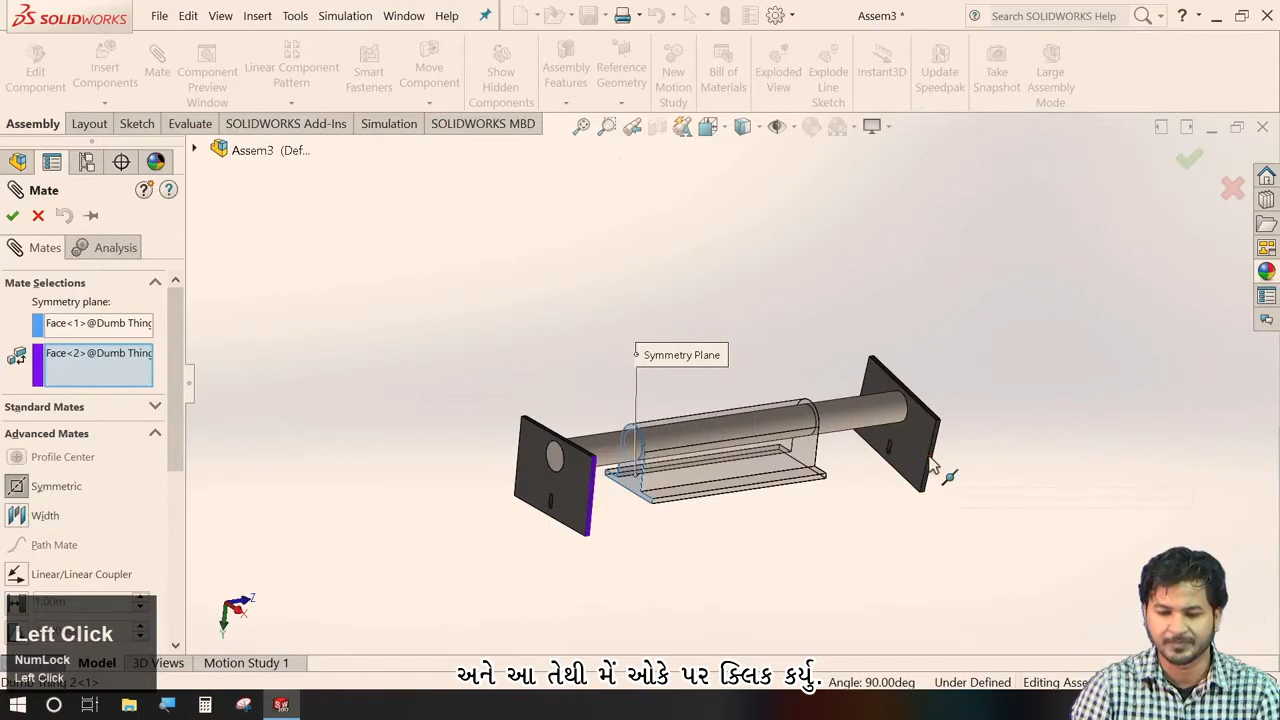 SOLIDWORKS
File Edit View Insert Tools Simulation Window Help
Assem3 *
Search SOLIDWORKS Help
Edit Component
Insert Components
Mate
Component Preview Window
Linear Component Pattern
Smart Fasteners
Move Component
Show Hidden Components
Assembly Features
Reference Geometry
New Motion Study
Bill of Materials
Exploded View
Explode Line Sketch
Instant3D
Update Speedpak
Take Snapshot
Large Assembly Mode
Assembly Layout Sketch Evaluate SOLIDWORKS Add-Ins Simulation SOLIDWORKS MBD
Assem3 (Def...
Mate
Mates Analysis
Mate Selections
Symmetry plane:
Face<1>@Dumb Thing
Face<2>@Dumb Thing
Standard Mates
Advanced Mates
Profile Center
Symmetric
Width
Path Mate
Linear/Linear Coupler
1.00m
Symmetry Plane
Z
X
Y
Left Click
NumLock
Left Click
Model 3D Views Motion Study 1
અને આ તેથી મેં ઓકે પર ક્લિક કર્યુ.
Dumb Thing 2<1>
Angle: 90.00deg Under Defined Editing Asse